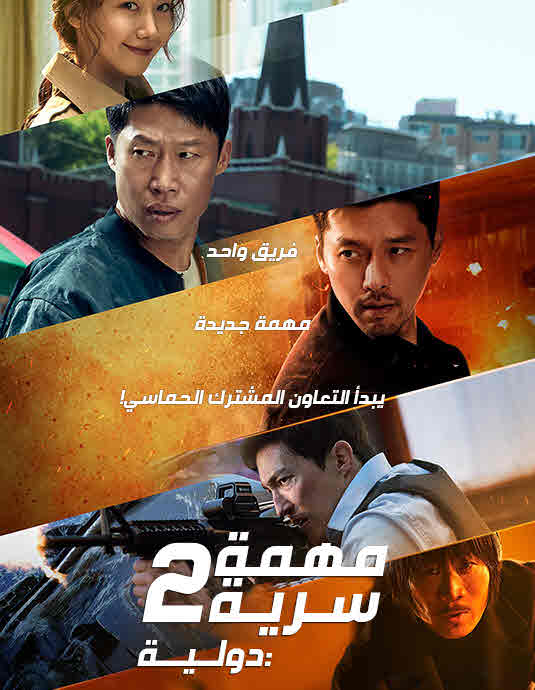 فريق واحد
مهمة جديدة
يبدأ التعاون المشترك الحماسي!
مهمة
سرية 2
:دولية